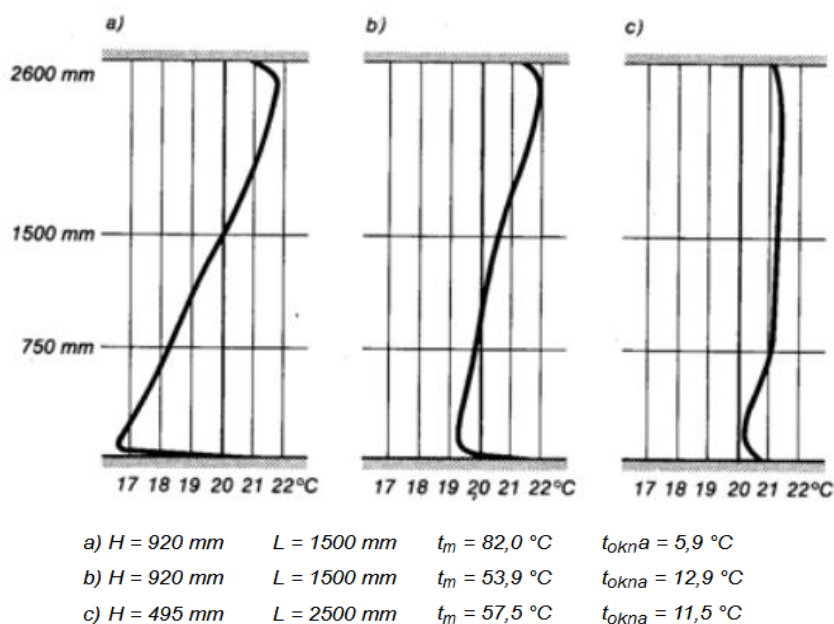 a) b) c)
2600 mm
1500 mm
750 mm
17 18 19 20 21 22°C 17 18 19 20 21 22°C 17 18 19 20 21 22°C
a) H = 920 mm L = 1500 mm tm = 82,0 °C tokna = 5,9 °C
b) H = 920 mm L = 1500 mm tm = 53,9 °C tokna = 12,9 °C
c) H = 495 mm L = 2500 mm tm = 57,5 °C tokna = 11,5 °C